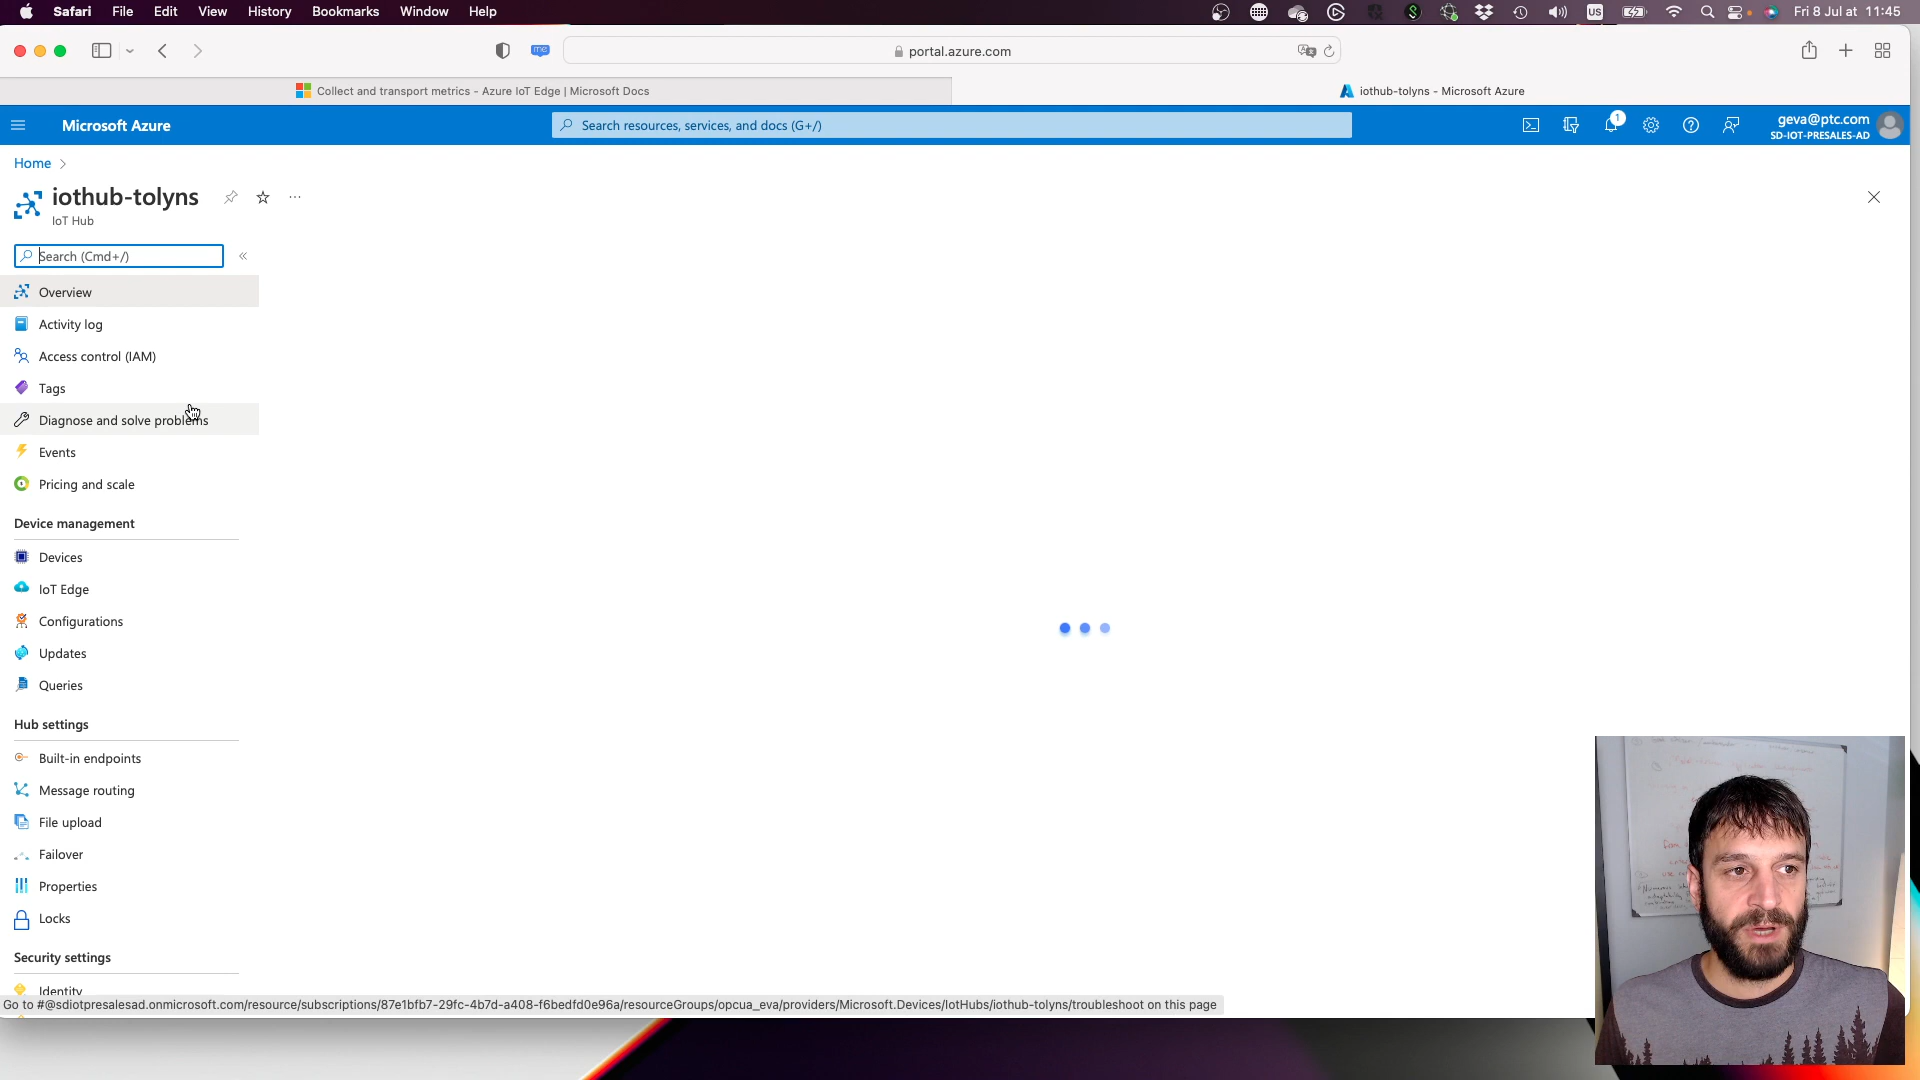 Safari File Edit View History Bookmarks Window Help
US
Fri 8 Jul at 11:45
me
portal.azure.com
Collect and transport metrics - Azure IoT Edge | Microsoft Docs
iothub-tolyns - Microsoft Azure
Microsoft Azure
Search resources, services, and docs (G+/)
1
geva@ptc.com
SD-IOT-PRESALES-AD
Home
iothub-tolyns
IoT Hub
Search (Cmd+/)
Overview
Activity log
Access control (IAM)
Tags
Diagnose and solve problems
Events
Pricing and scale
Device management
Devices
IoT Edge
Configurations
Updates
Queries
Hub settings
Built-in endpoints
Message routing
File upload
Failover
Properties
Locks
Security settings
Identity
Go to #@sdiotpresalesad.onmicrosoft.com/resource/subscriptions/87e1bfb7-29fc-4b7d-a408-f6bedfd0e96a/resourceGroups/opcua_eva/providers/Microsoft.Devices/IotHubs/iothub-tolyns/troubleshoot on this page